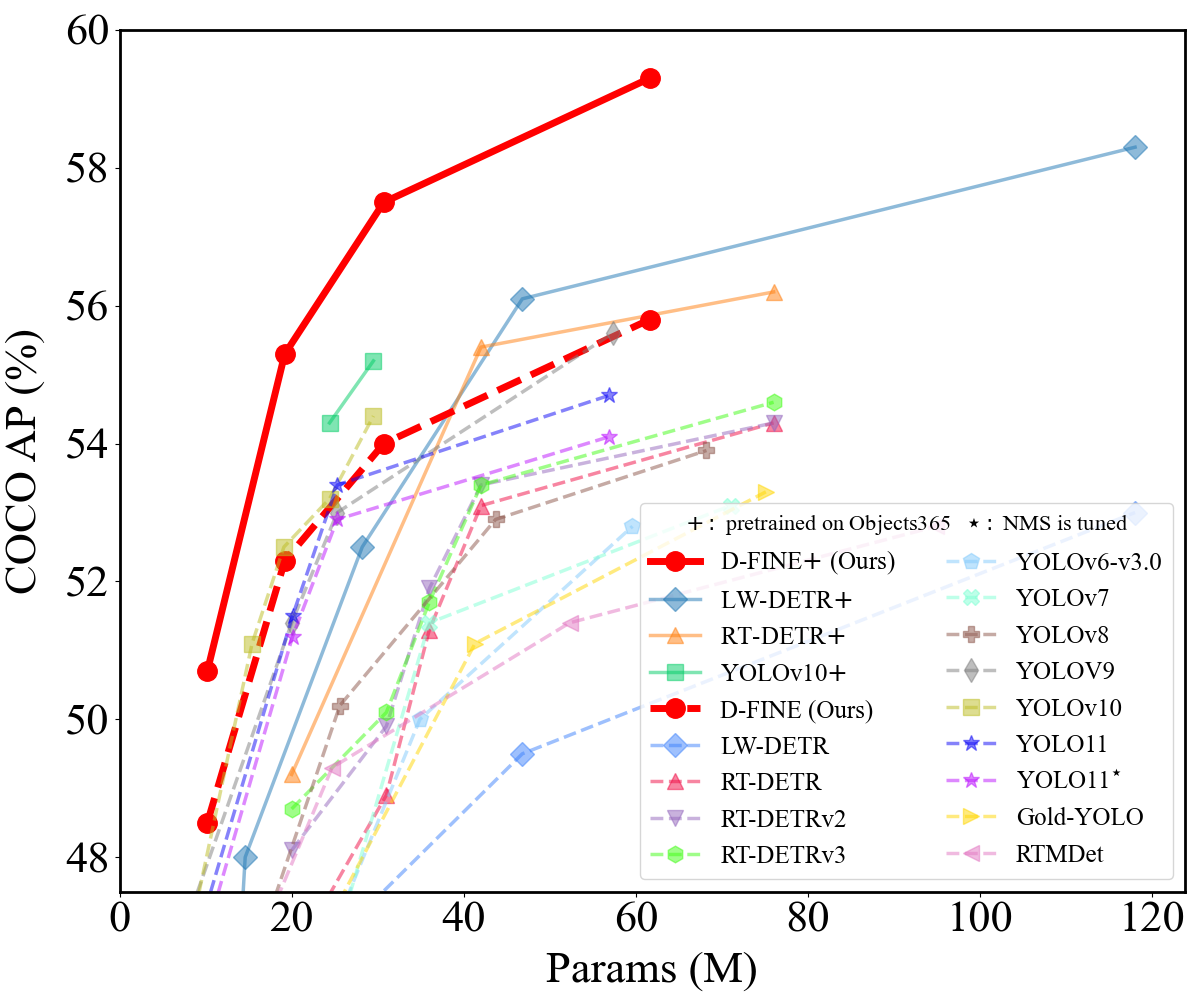 60
58
56
54
52
50
48
COCO AP (%)
+ : pretrained on Objects365 ★ : NMS is tuned
D-FINE+ (Ours)
LW-DETR+
RT-DETR+
YOLOv10+
D-FINE (Ours)
LW-DETR
RT-DETR
RT-DETRv2
RT-DETRv3
YOLOv6-v3.0
YOLOv7
YOLOv8
YOLOV9
YOLOv10
YOLO11
YOLO11★
Gold-YOLO
RTMDet
0 20 40 60 80 100 120
Params (M)